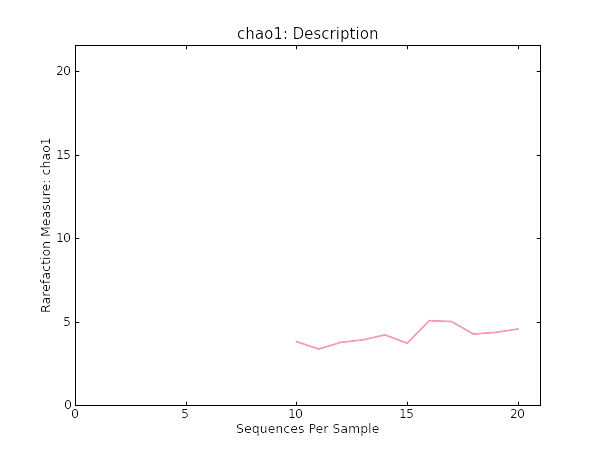 chao1: Description
Rarefaction Measure: chao1
20
15
10
5
0
0 5 10 15 20
Sequences Per Sample